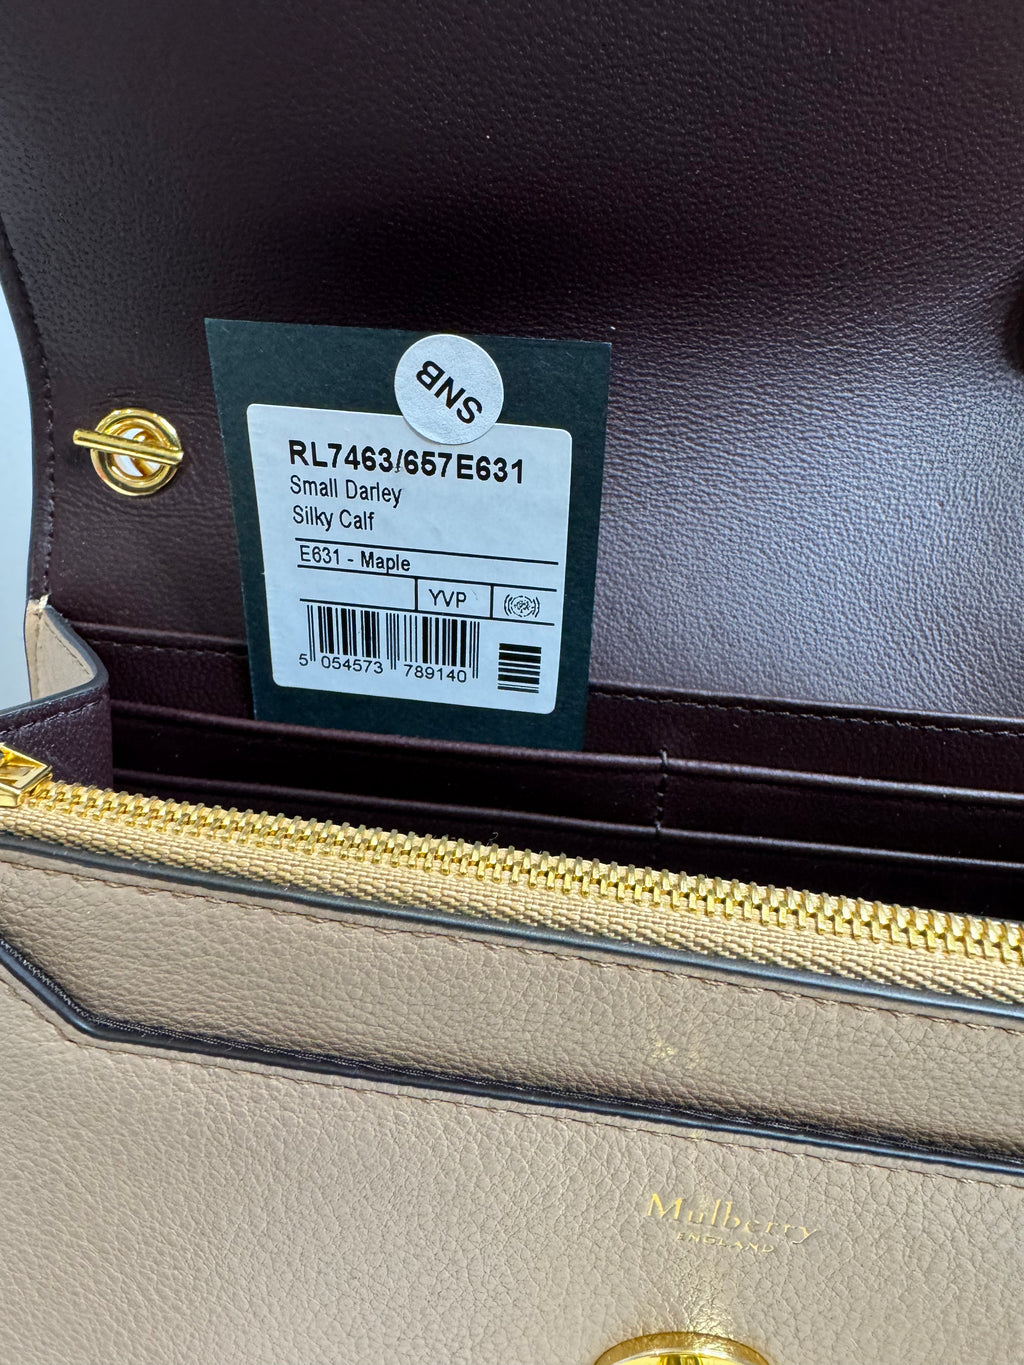 SNB
RL7463/657E631
Small Darley
Silky Calf
E631 - Maple
YVP
5 054573 789140
Mulberry
ENGLAND